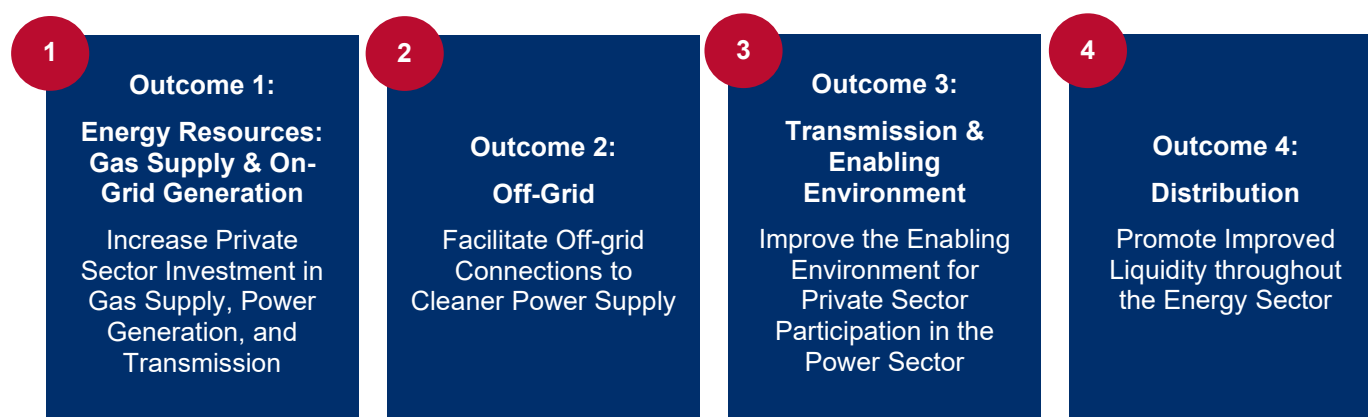 1
Outcome 1:
Energy Resources:
Gas Supply & On-
Grid Generation
Increase Private
Sector Investment in
Gas Supply, Power
Generation, and
Transmission
2
Outcome 2:
Off-Grid
Facilitate Off-grid
Connections to
Cleaner Power Supply
3
Outcome 3:
Transmission &
Enabling
Environment
Improve the Enabling
Environment for
Private Sector
Participation in the
Power Sector
4
Outcome 4:
Distribution
Promote Improved
Liquidity throughout
the Energy Sector